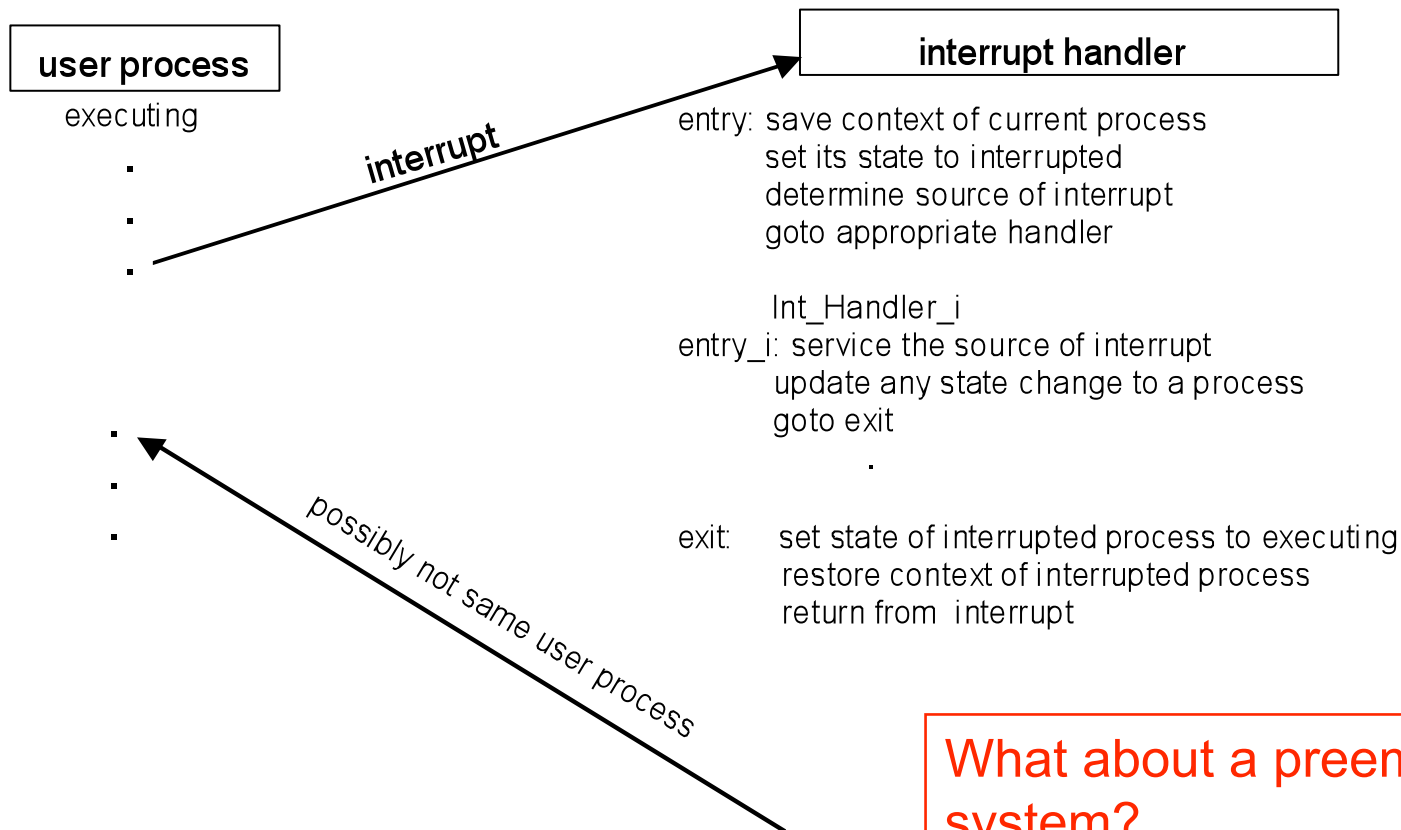 user process
executing
interrupt
interrupt handler
entry: save context of current process
set its state to interrupted
determine source of interrupt
goto appropriate handler
Int_Handler_i
entry_i: service the source of interrupt
update any state change to a process
goto exit
.
exit: set state of interrupted process to executing
restore context of interrupted process
return from interrupt
possibly not same user process
What about a preem
system?